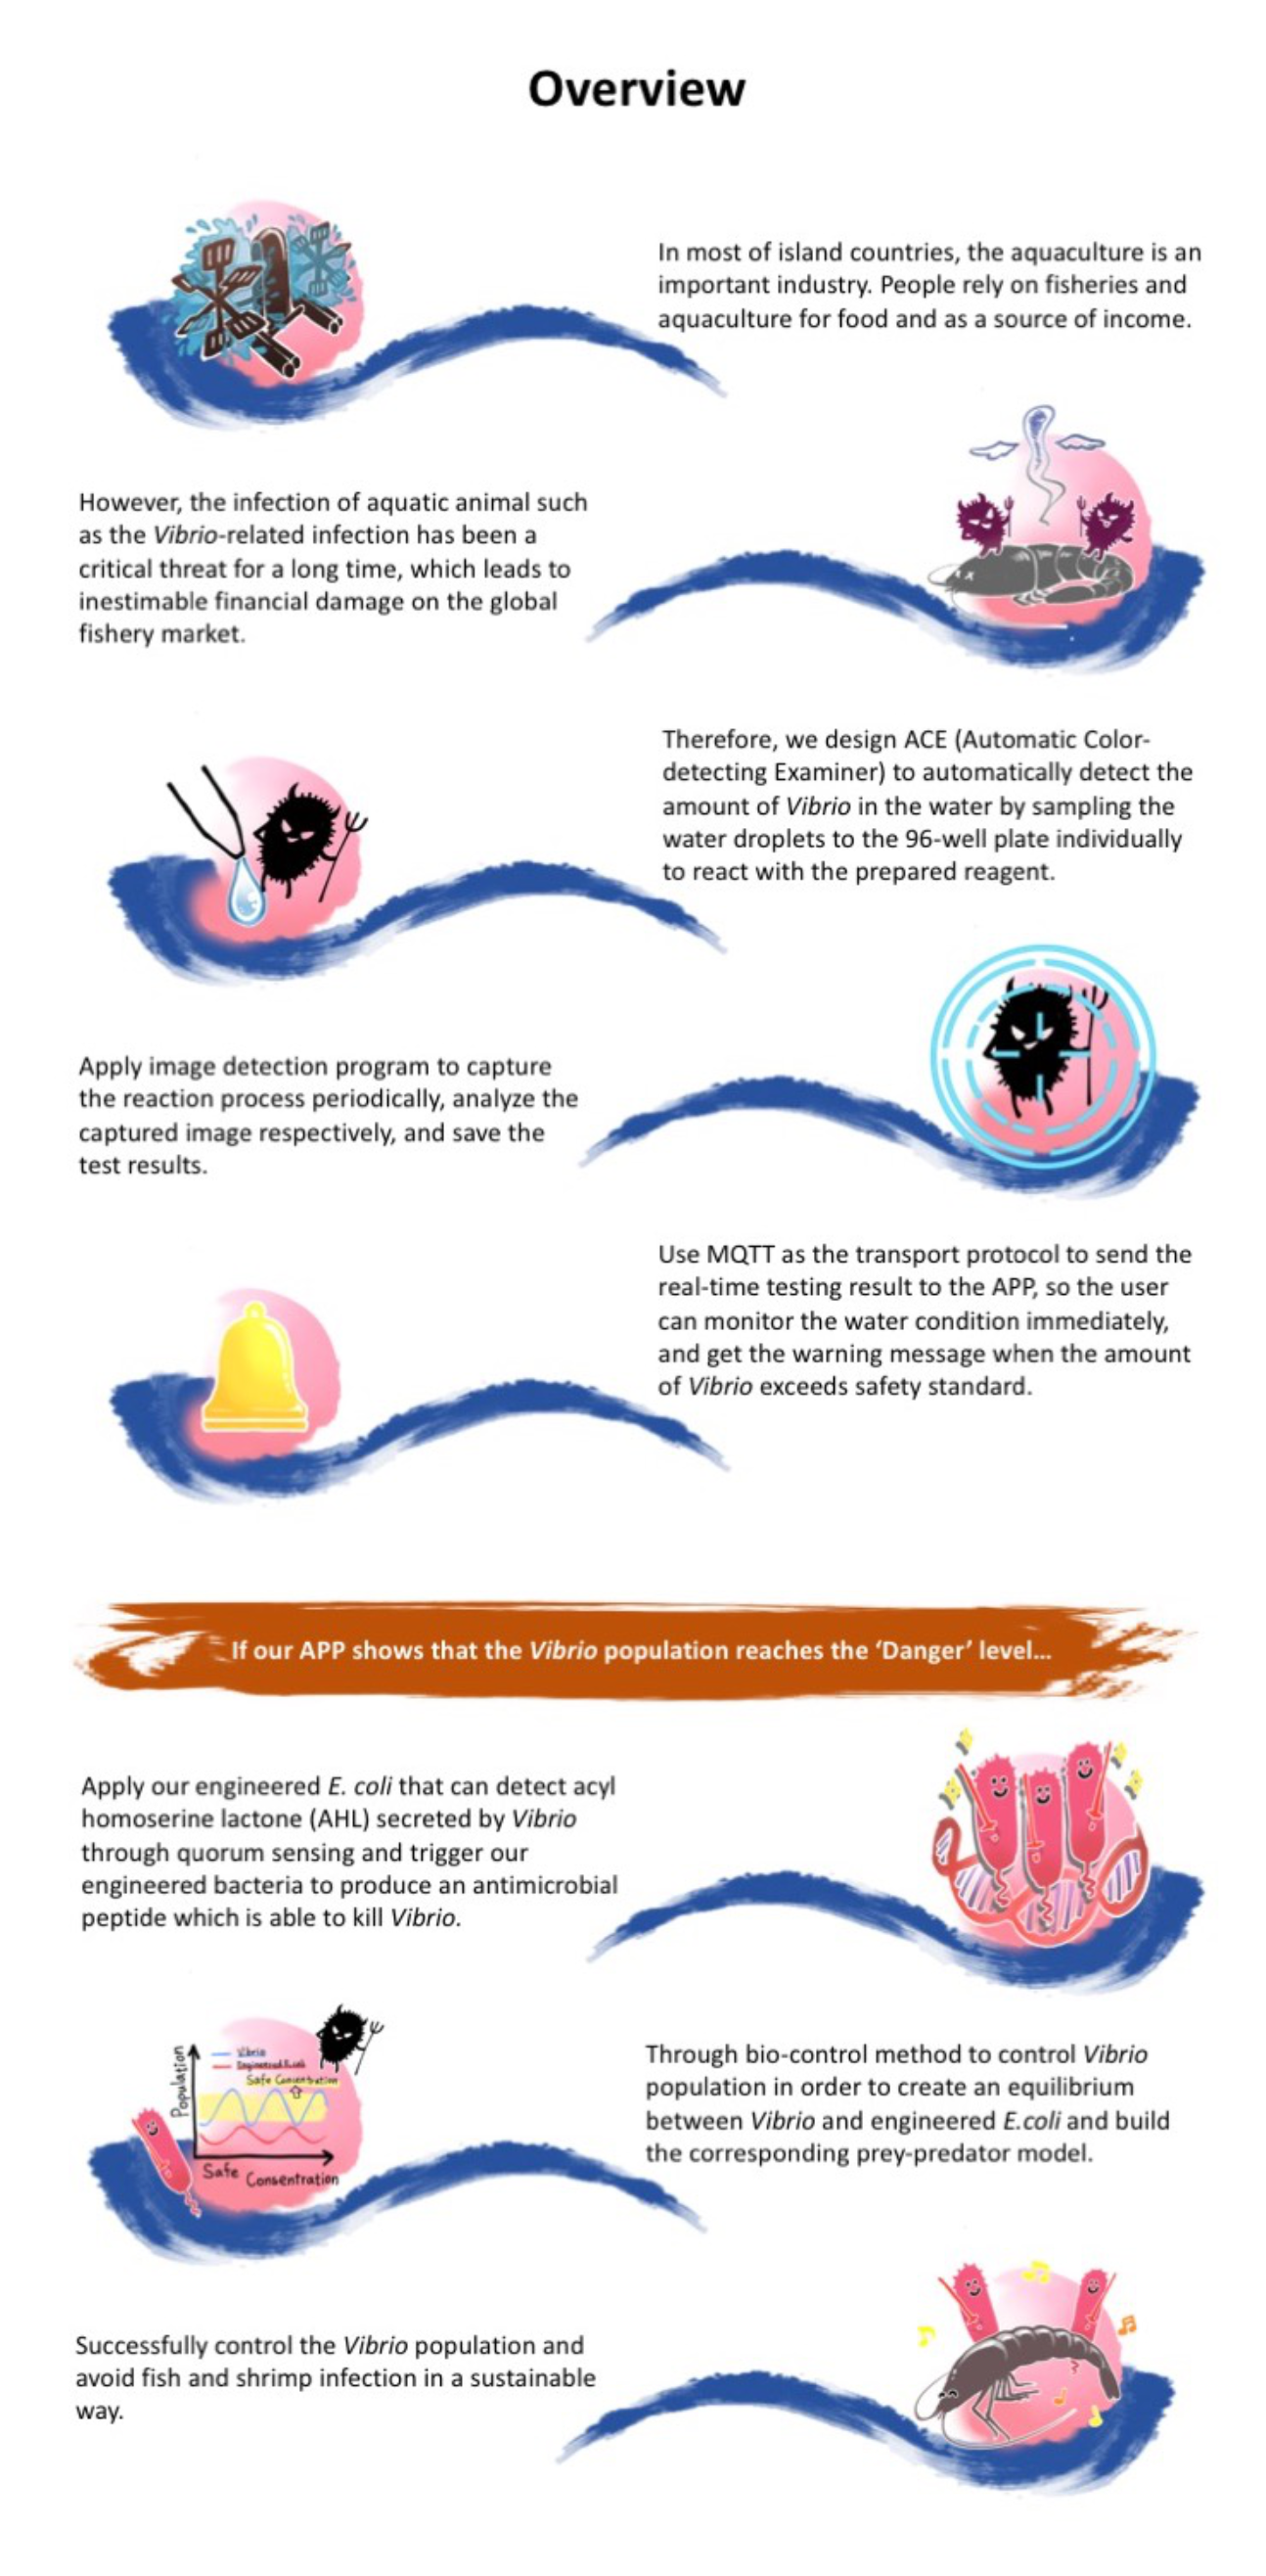 Overview
In most of island countries, the aquaculture is an
important industry. People rely on fisheries and
aquaculture for food and as a source of income.
However, the infection of aquatic animal such
as the Vibrio-related infection has been a
critical threat for a long time, which leads to
inestimable financial damage on the global
fishery market.
Therefore, we design ACE (Automatic Color-
detecting Examiner) to automatically detect the
amount of Vibrio in the water by sampling the
water droplets to the 96-well plate individually
to react with the prepared reagent.
Apply image detection program to capture
the reaction process periodically, analyze the
captured image respectively, and save the
test results.
Use MQTT as the transport protocol to send the
real-time testing result to the APP, so the user
can monitor the water condition immediately,
and get the warning message when the amount
of Vibrio exceeds safety standard.
If our APP shows that the Vibrio population reaches the ‘Danger’ level...
Apply our engineered E. coli that can detect acyl
homoserine lactone (AHL) secreted by Vibrio
through quorum sensing and trigger our
engineered bacteria to produce an antimicrobial
peptide which is able to kill Vibrio.
Population
Vibrio
Engineered E.coli
Safe Concentration
Safe Consentration
Through bio-control method to control Vibrio
population in order to create an equilibrium
between Vibrio and engineered E.coli and build
the corresponding prey-predator model.
Successfully control the Vibrio population and
avoid fish and shrimp infection in a sustainable
way.